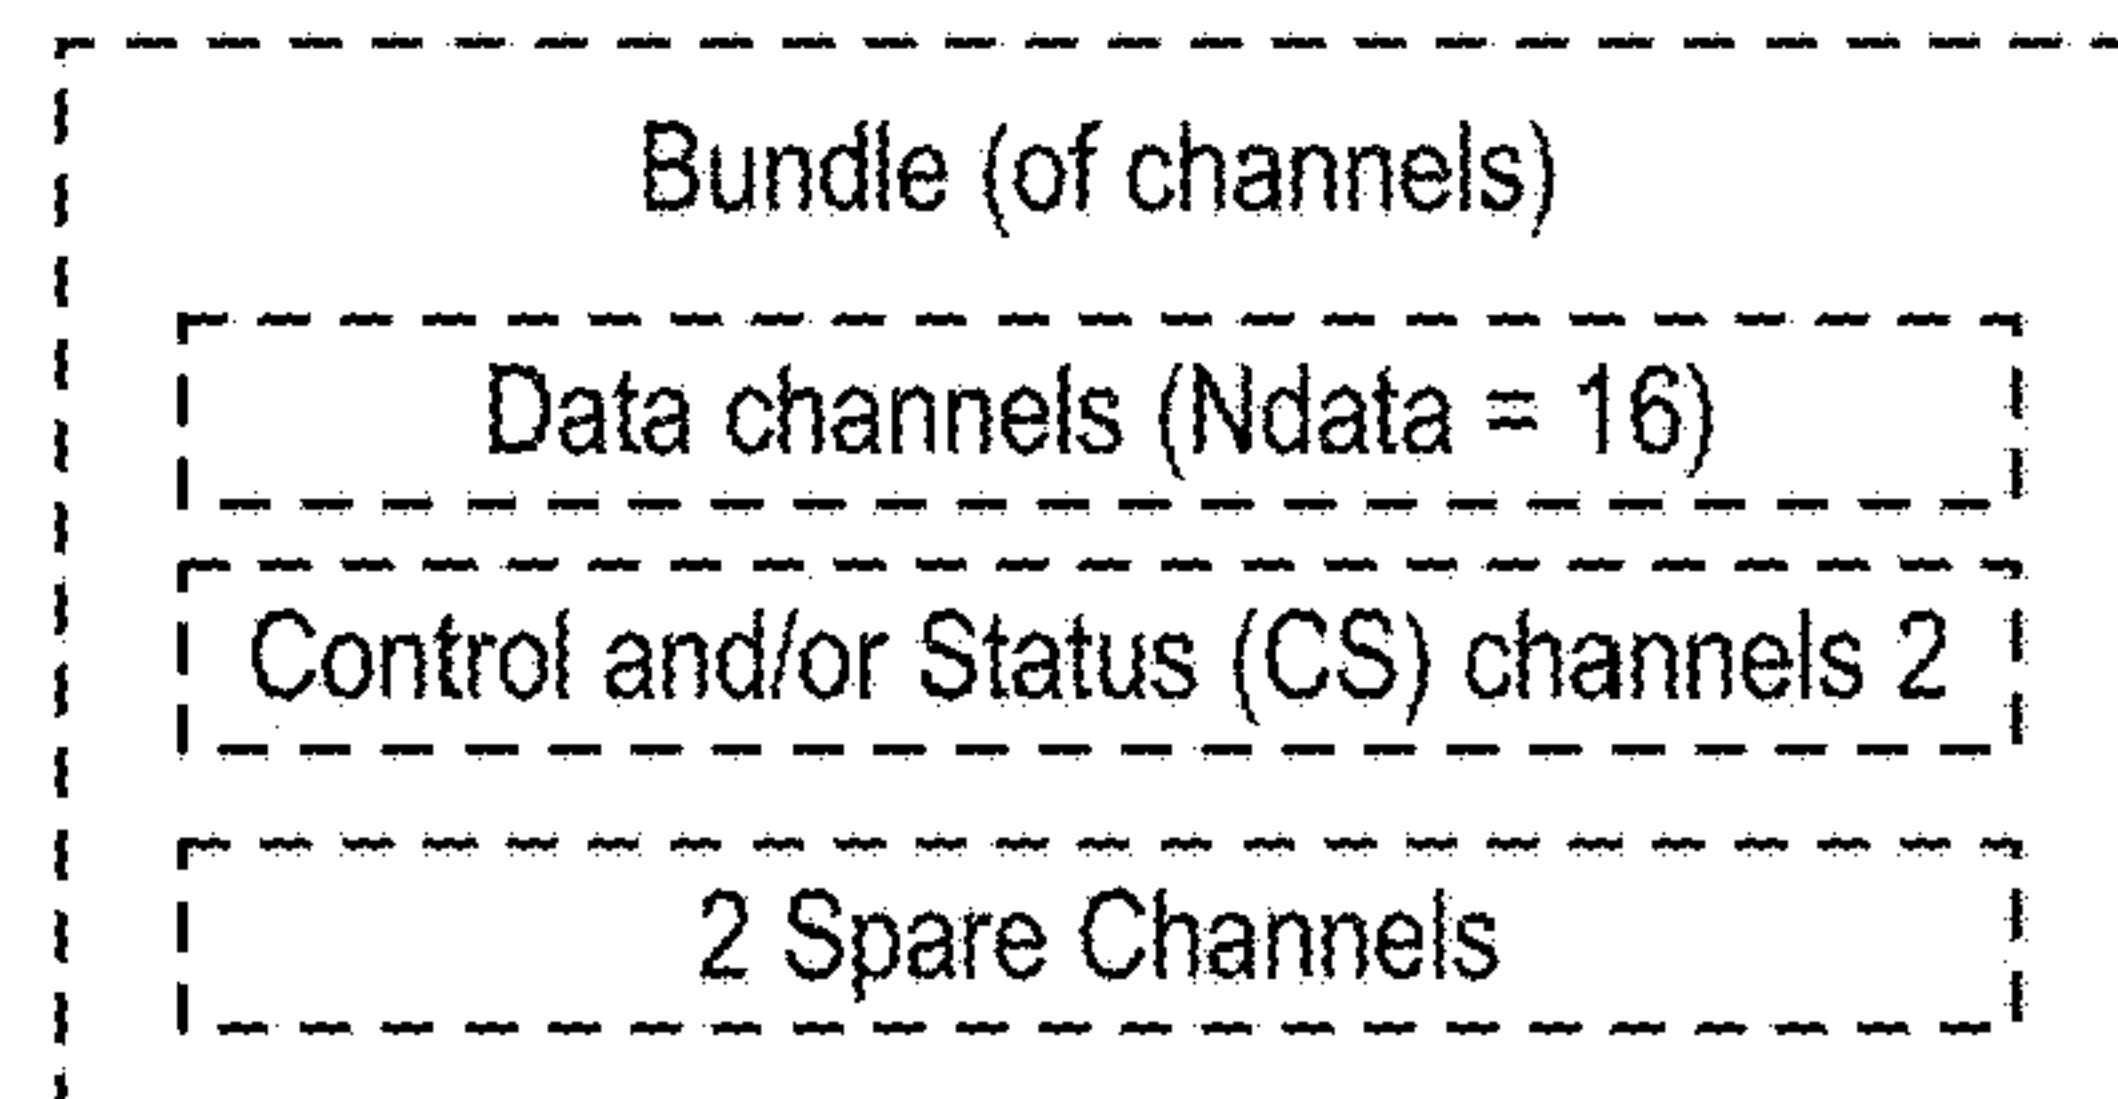 Bundle (of channels)
Data channels (Ndata = 16)
Control and/or Status (CS) channels 2
2 Spare Channels